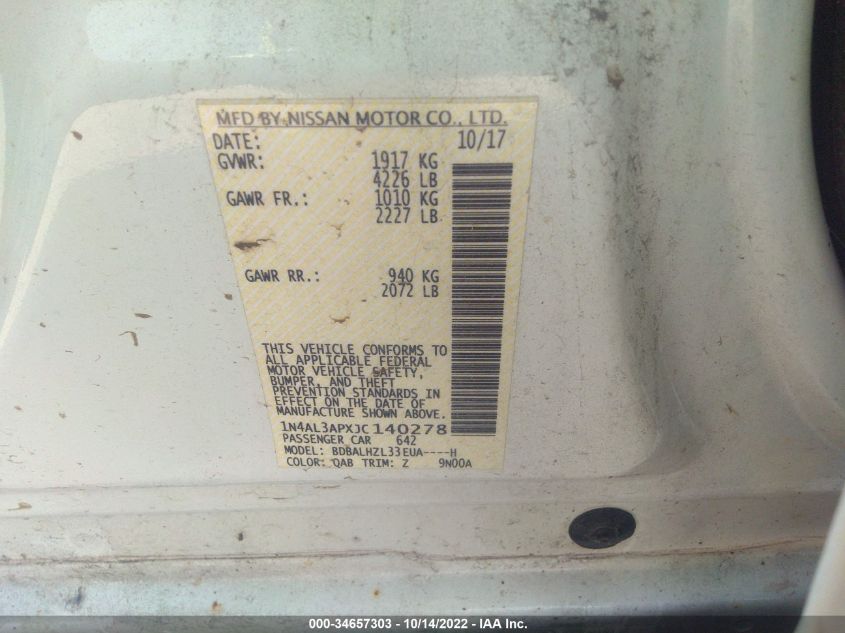 MFD BY NISSAN MOTOR CO., LTD.
DATE: 10/17
GVWR: 1917 KG
4226 LB
GAWR FR.: 1010 KG
2227 LB
GAWR RR.: 940 KG
2072 LB
THIS VEHICLE CONFORMS TO
ALL APPLICABLE FEDERAL
MOTOR VEHICLE SAFETY,
BUMPER, AND THEFT
PREVENTION STANDARDS IN
EFFECT ON THE DATE OF
MANUFACTURE SHOWN ABOVE.
1N4AL3APXJC140278
PASSENGER CAR 642
MODEL: BDBALHZL33EUA----H
COLOR: QAB TRIM: Z 9N00A
000-34657303 - 10/14/2022 - IAA Inc.